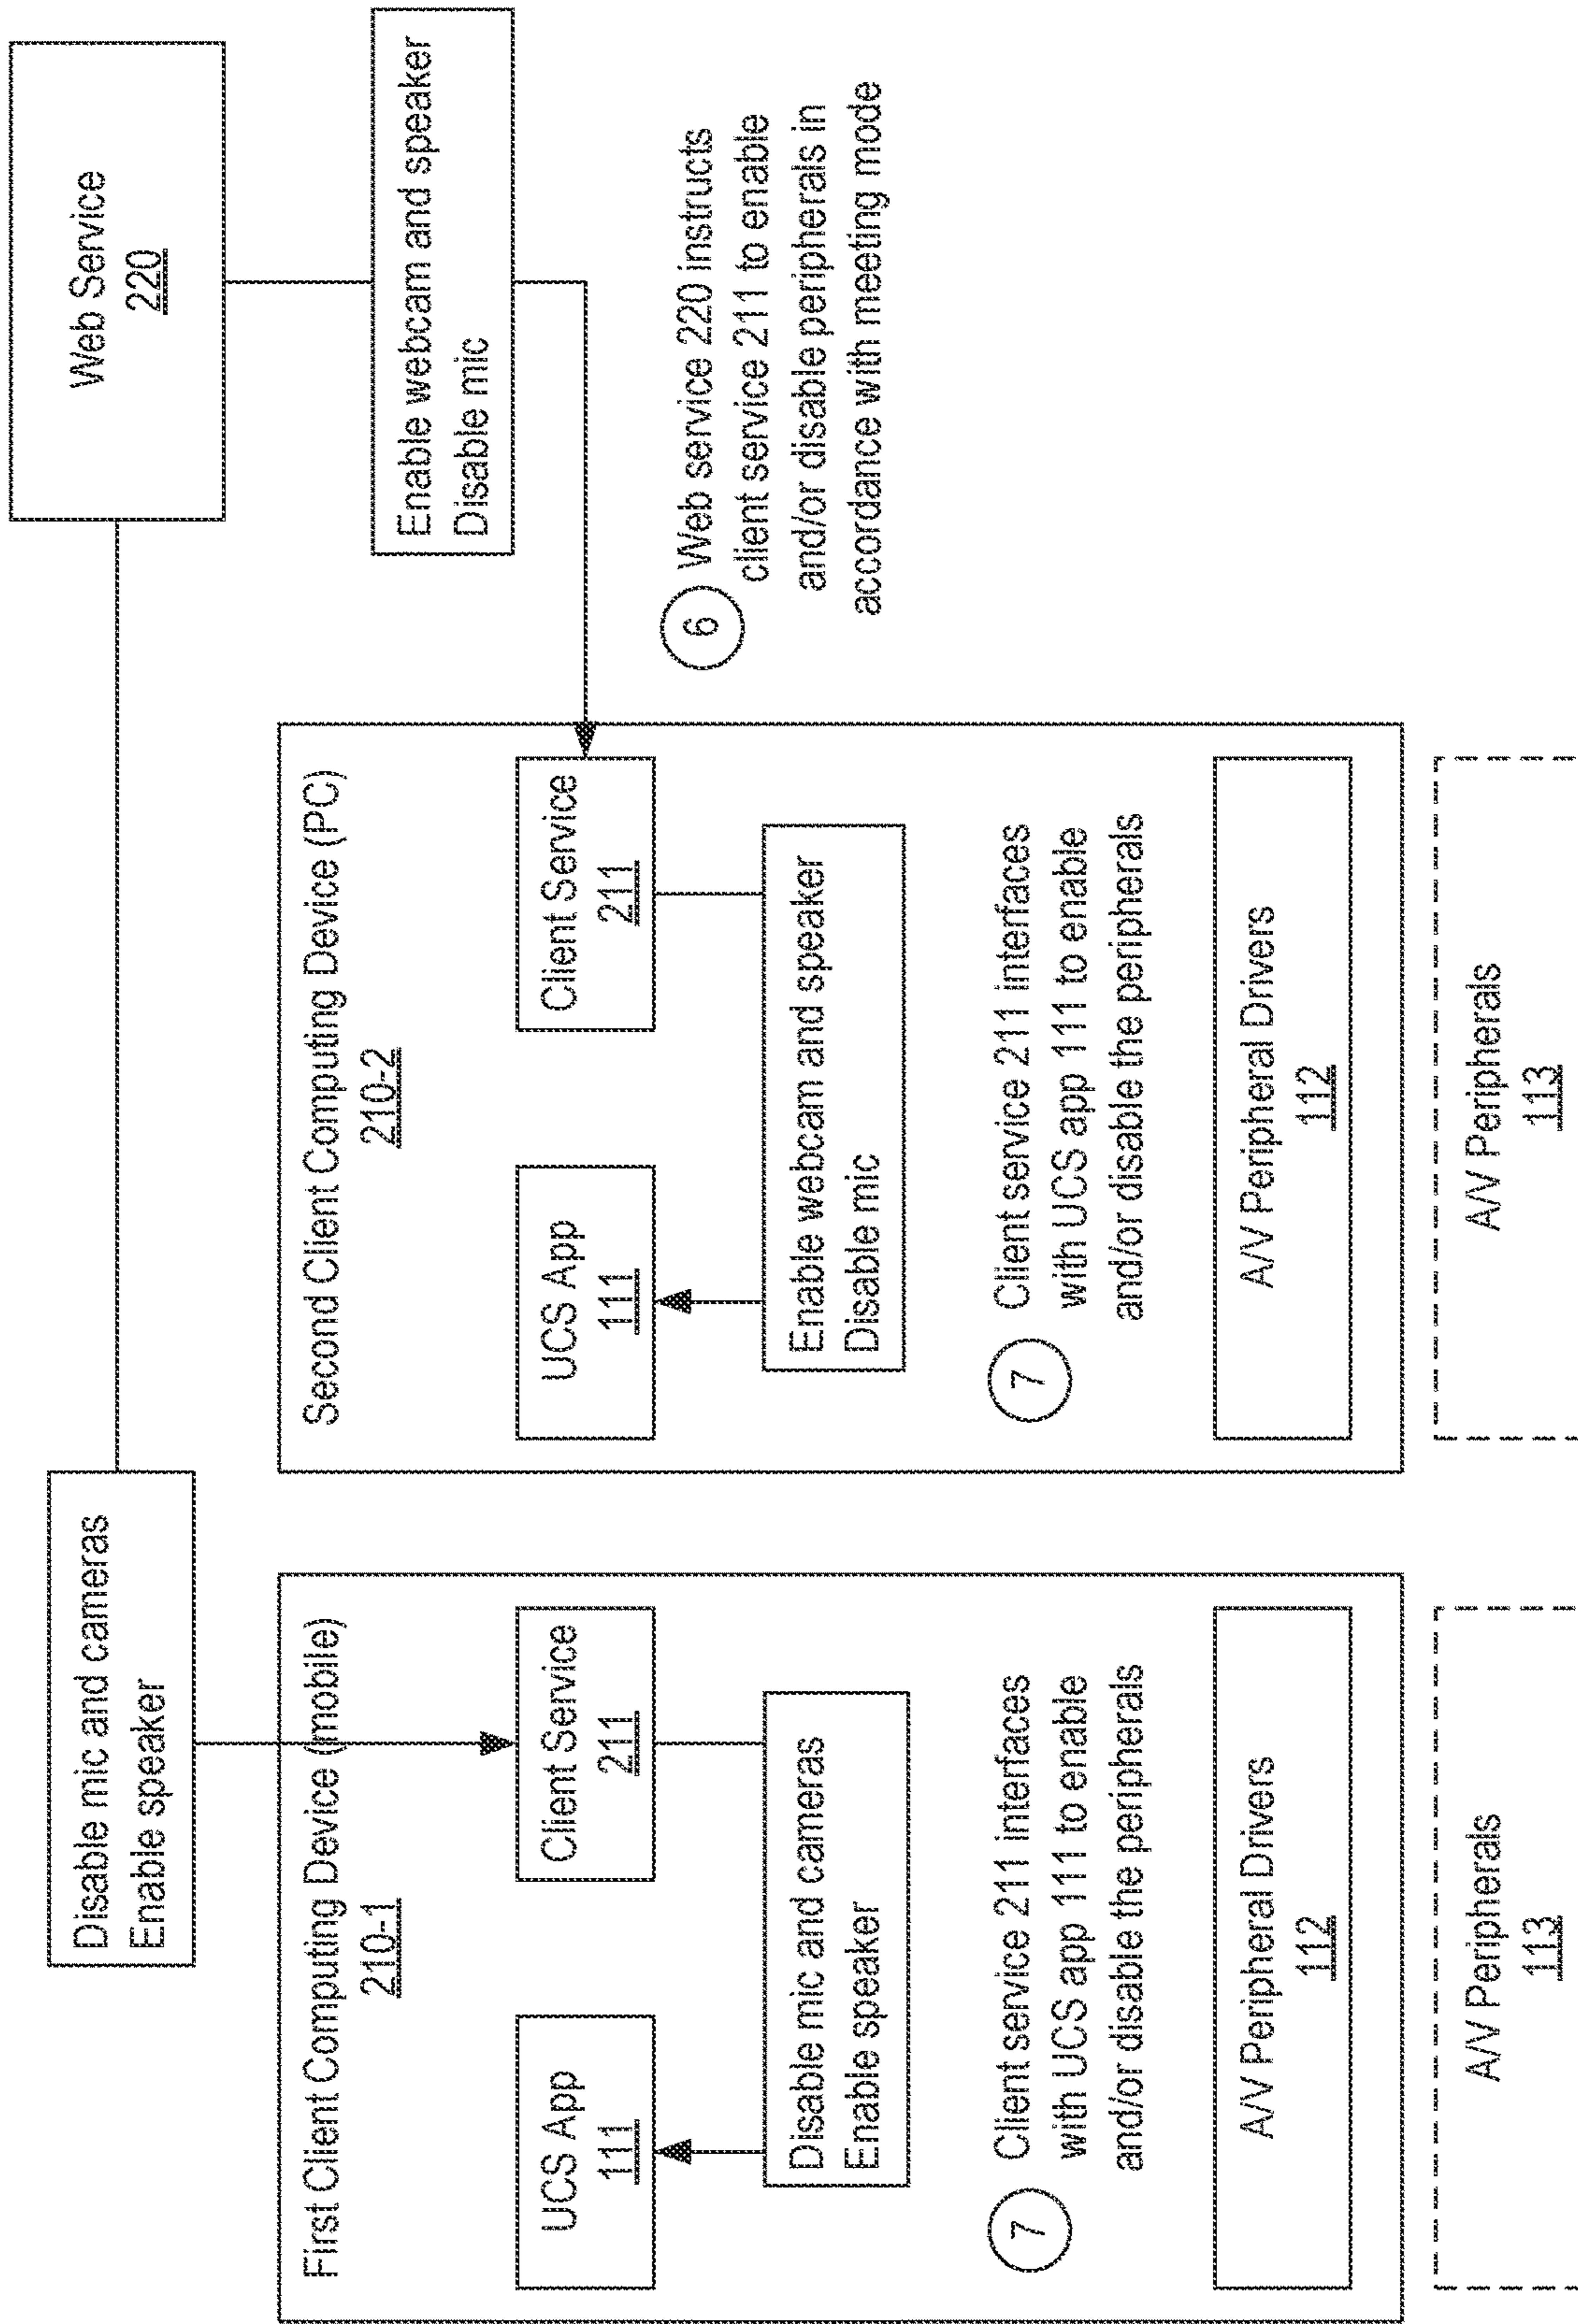 Web Service
220
Disable mic and cameras
Enable speaker
Enable webcam and speaker
Disable mic
6
Web service 220 instructs
client service 211 to enable
and/or disable peripherals in
accordance with meeting mode
First Client Computing Device (mobile)
210-1
UCS App
111
Client Service
211
Disable mic and cameras
Enable speaker
7
Client service 211 interfaces
with UCS app 111 to enable
and/or disable the peripherals
A/V Peripheral Drivers
112
A/V Peripherals
113
Second Client Computing Device (PC)
210-2
UCS App
111
Client Service
211
Enable webcam and speaker
Disable mic
7
Client service 211 interfaces
with UCS app 111 to enable
and/or disable the peripherals
A/V Peripheral Drivers
112
A/V Peripherals
113